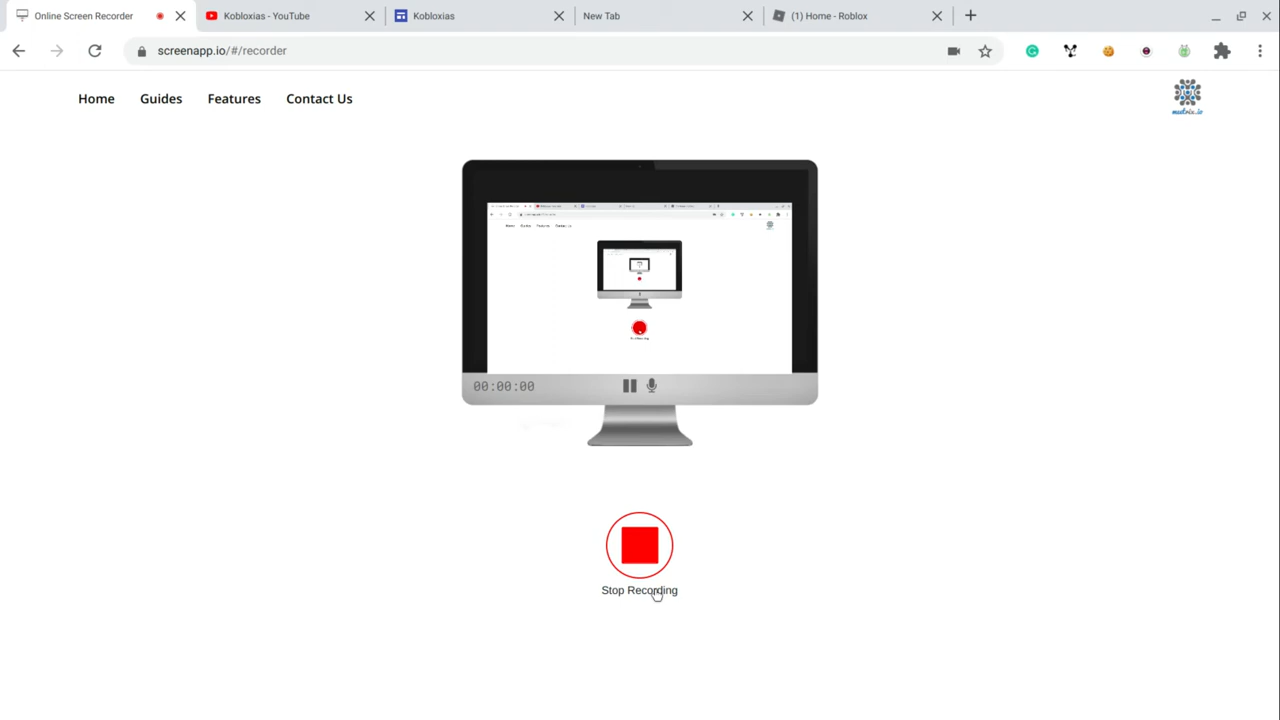 Online Screen Recorder
Kobloxias - YouTube
Kobloxias
New Tab
(1) Home - Roblox
screenapp.io/#/recorder
Home Guides Features Contact Us
00:00:00
Stop Recording